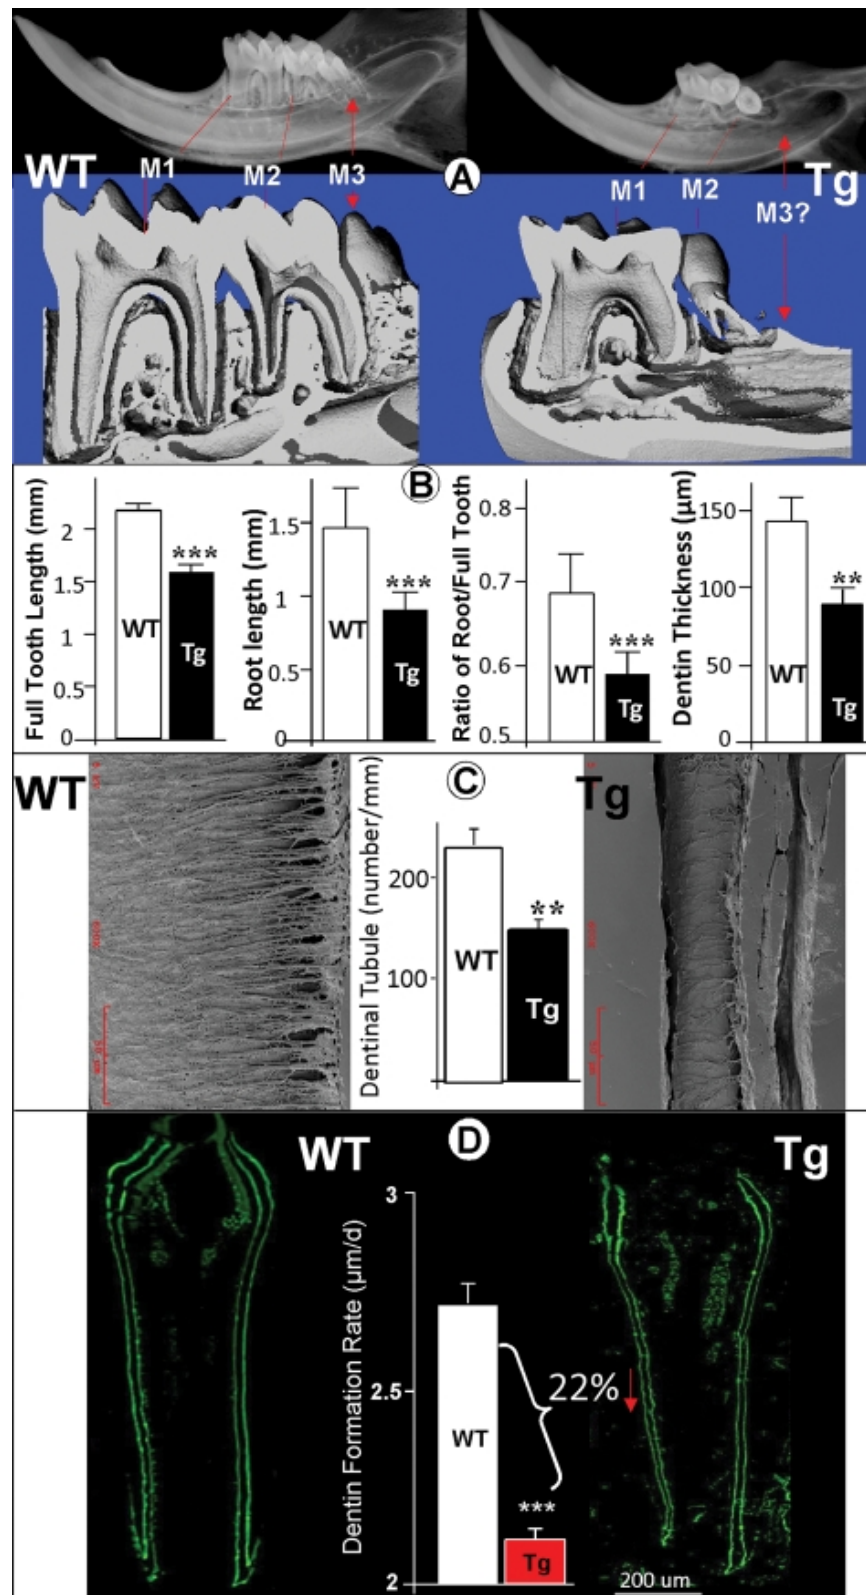 WT
M1
M2
M3
A
M1
M2
M3?
Tg
B
Full Tooth Length (mm)
2
1.5
1
0.5
0
WT
***
Tg
Root length (mm)
1.5
1
0.5
0
WT
***
Tg
Ratio of Root/Full Tooth
0.8
0.7
0.6
0.5
WT
***
Tg
Dentin Thickness (µm)
150
100
50
0
WT
**
Tg
WT
C
Dentinal Tubule (number/mm)
200
100
WT
**
Tg
Tg
WT
D
Tg
Dentin Formation Rate (µm/d)
3
2.5
2
WT
22%
***
Tg
200 um